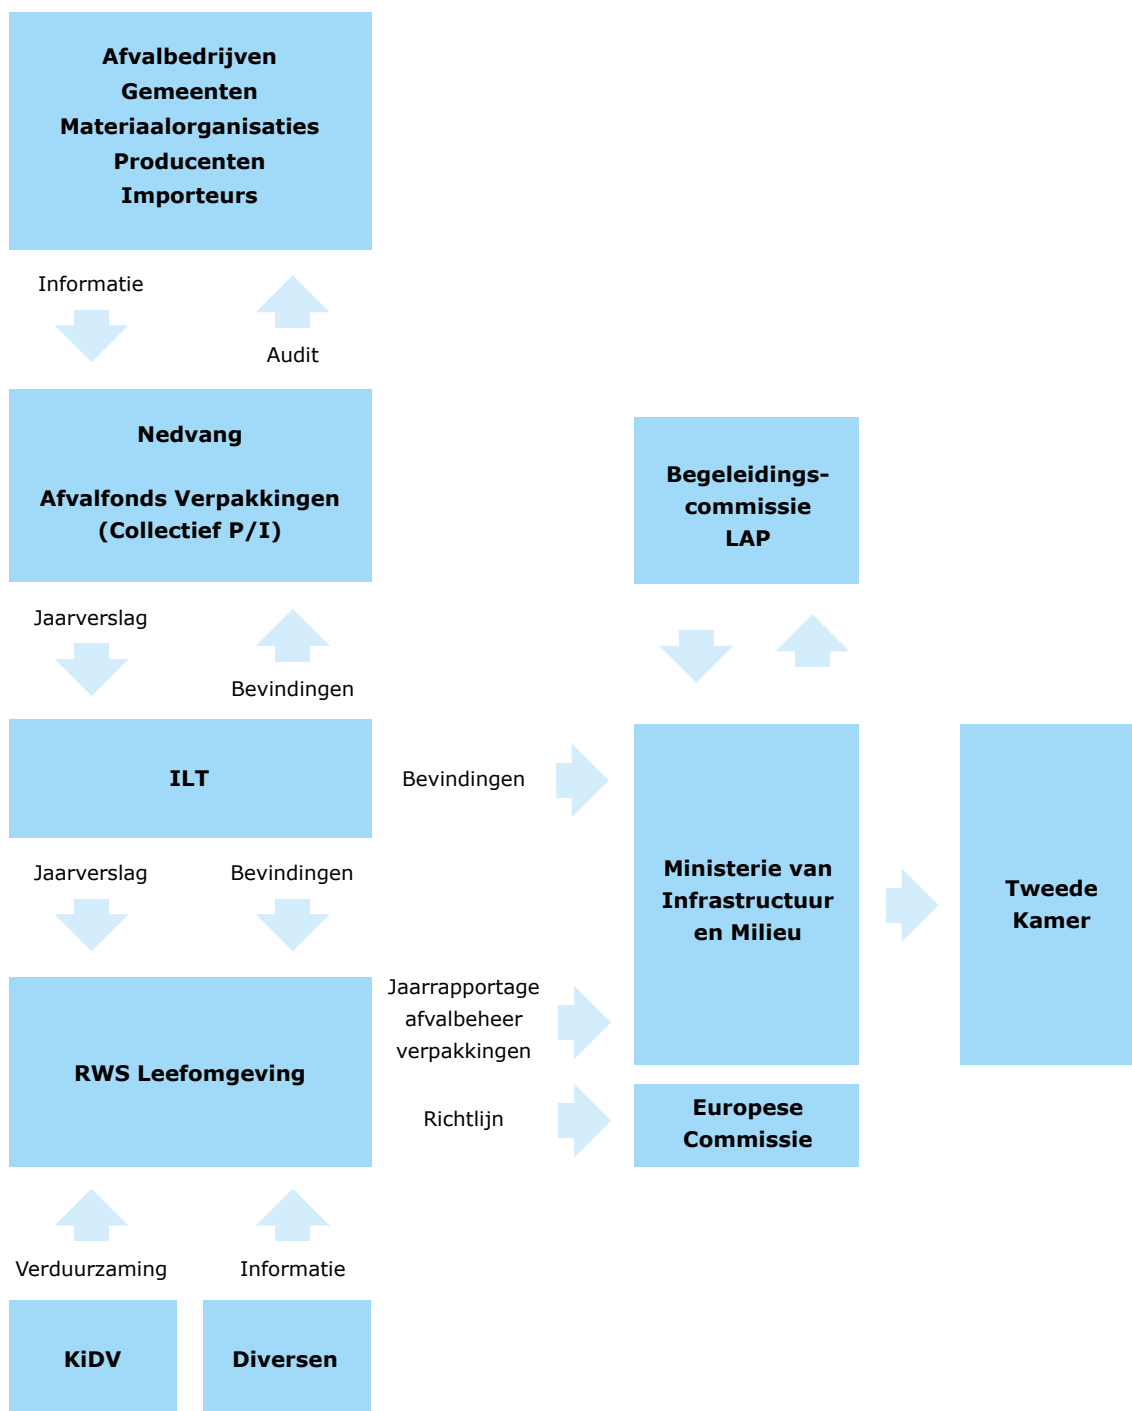 Afvalbedrijven
Gemeenten
Materiaalorganisaties
Producenten
Importeurs
Informatie
Audit
Nedvang
Afvalfonds Verpakkingen
(Collectief P/I)
Begeleidings-
commissie
LAP
Jaarverslag
Bevindingen
ILT
Bevindingen
Ministerie van
Infrastructuur
en Milieu
Tweede
Kamer
Jaarverslag
Bevindingen
RWS Leefomgeving
Jaarrapportage
afvalbeheer
verpakkingen
Richtlijn
Europese
Commissie
Verduurzaming
Informatie
KiDV
Diversen